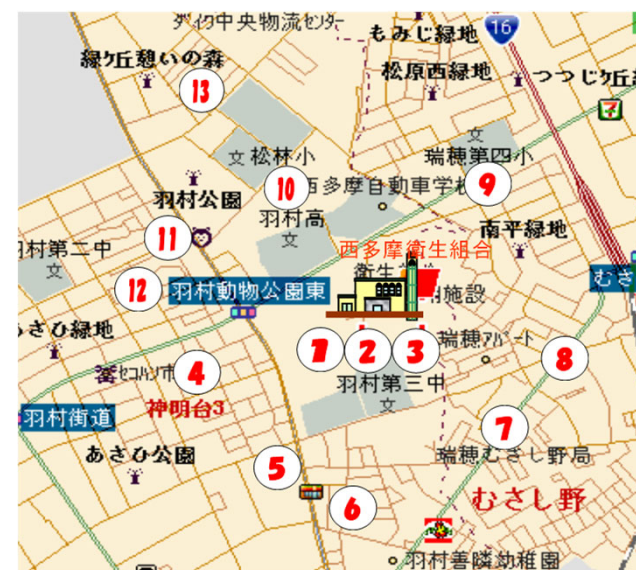 ダイク中央物流センター
16
もみじ緑地
緑ケ丘憩いの森
松原西緑地
つつじケ丘
13
文
文 松林小
瑞穂第四小
10
西多摩自動車学校
9
羽村公園
羽村高
文
南平緑地
11
羽村第二中
文
西多摩衛生組合
衛生
12
羽村動物公園東
むさ
用施設
あさひ緑地
1
2
3
瑞穂アパート
8
4
セコハン市
羽村第三中
文
神明台3
羽村街道
7
あさひ公園
瑞穂むさし野局
5
むさし野
6
羽村善隣幼稚園